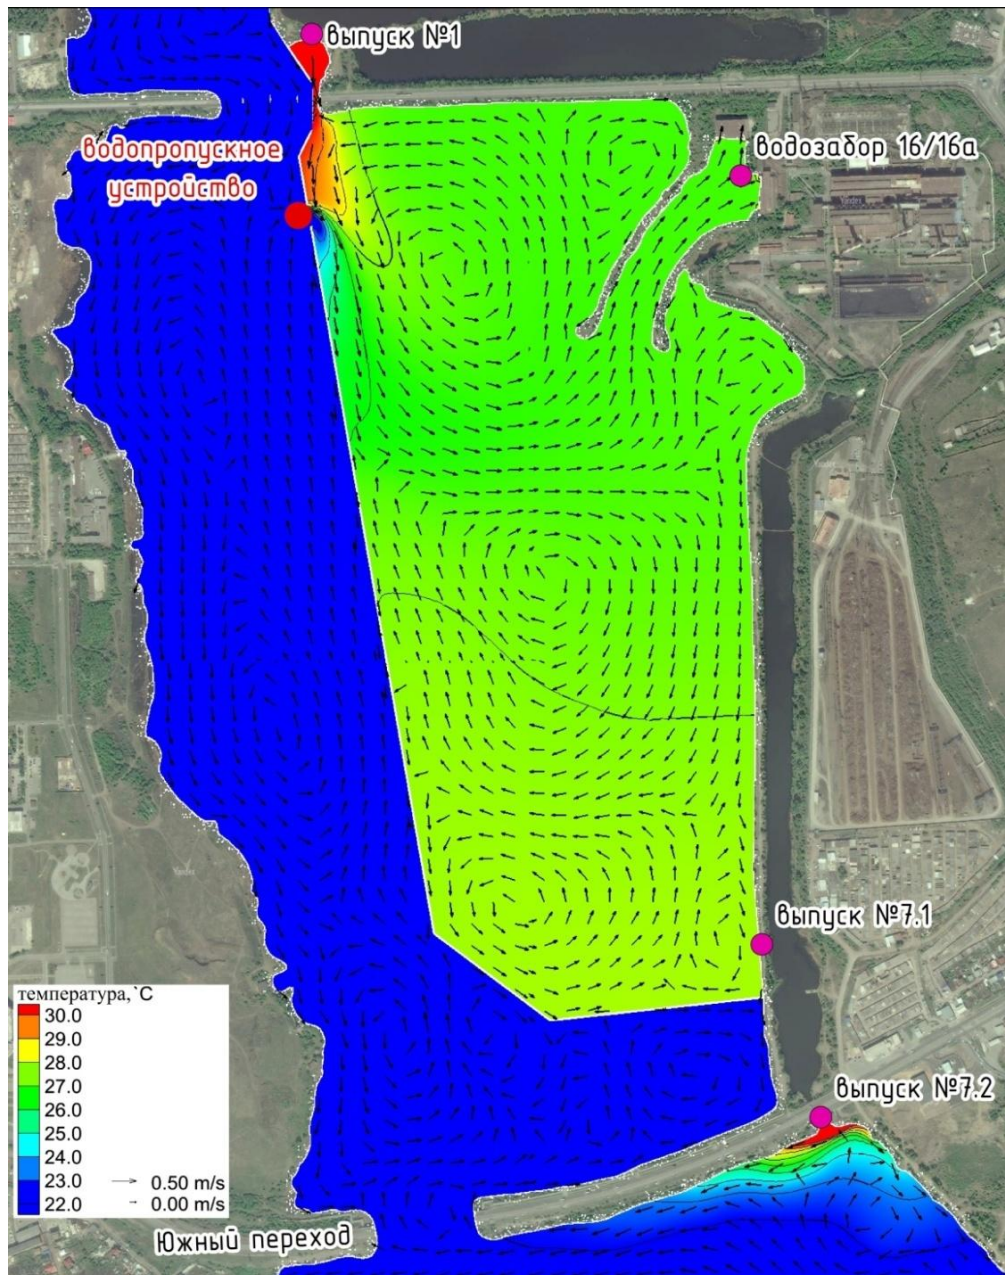 выпуск №1
водопропускное
устройство
водозабор 16/16а
Yandex
Yandex
выпуск №7.1
температура,`С
30.0
29.0
28.0
27.0
26.0
25.0
24.0
23.0
22.0
0.50 m/s
0.00 m/s
выпуск №7.2
Южный переход